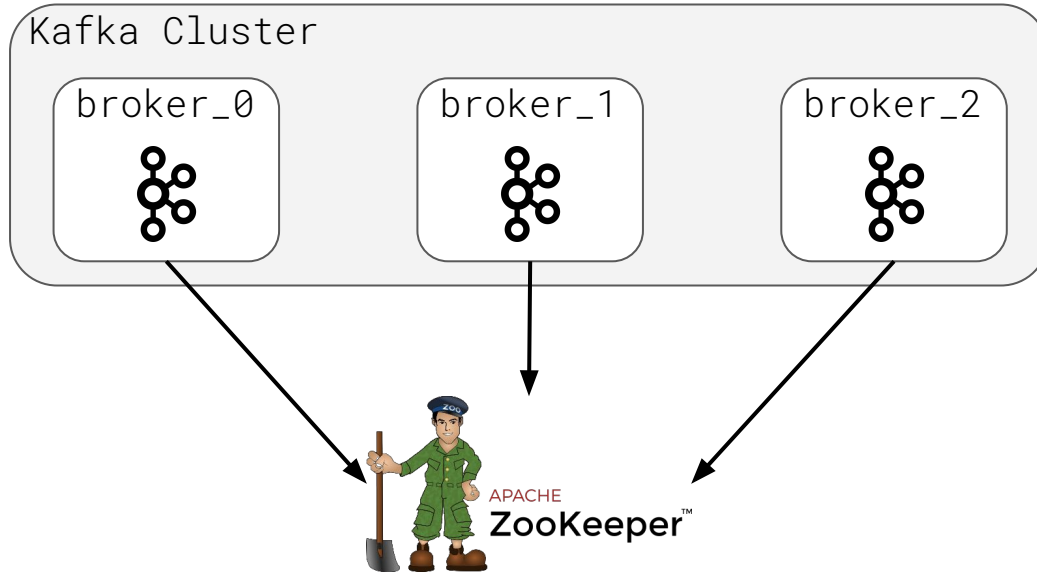 Kafka Cluster
broker_0
broker_1
broker_2
ZOO
APACHE
ZooKeeper™